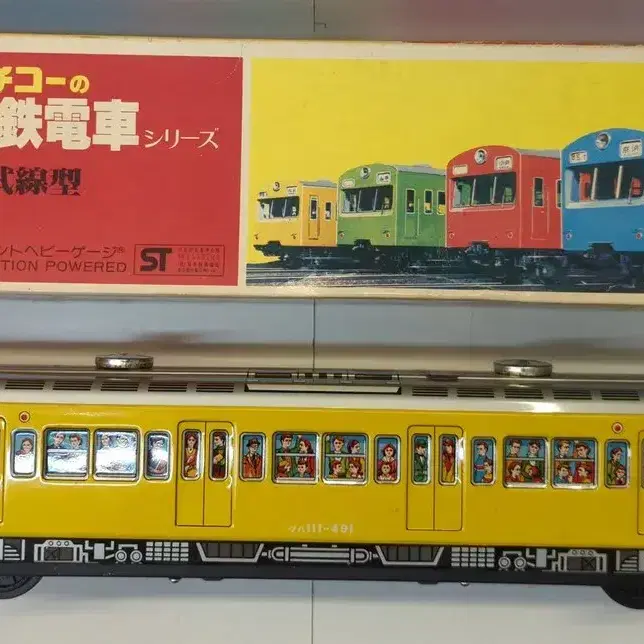 チコーの
鉄電車シリーズ
武線型
ントヘビーゲージ
TION POWERED
ST
クハ111-491